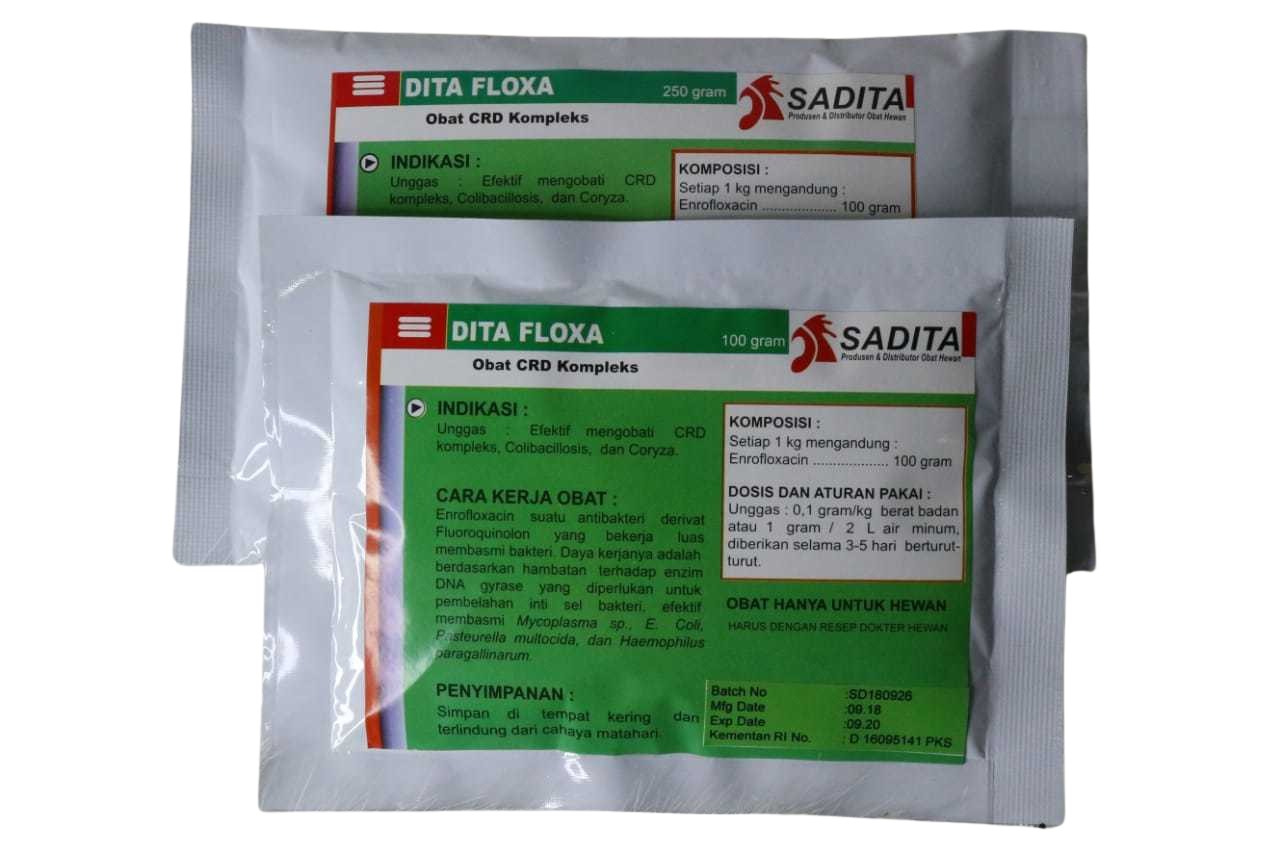 DITA FLOXA
250 gram
SADITA
Produsen & Distributor Obat Hewan
Obat CRD Kompleks
INDIKASI :
Unggas : Efektif mengobati CRD
kompleks, Colibacillosis, dan Coryza.
KOMPOSISI :
Setiap 1 kg mengandung :
Enrofloxacin ................... 100 gram
DITA FLOXA
100 gram
SADITA
Produsen & Distributor Obat Hewan
Obat CRD Kompleks
INDIKASI :
Unggas : Efektif mengobati CRD
kompleks, Colibacillosis, dan Coryza.
CARA KERJA OBAT :
Enrofloxacin suatu antibakteri derivat
Fluoroquinolon yang bekerja luas
membasmi bakteri. Daya kerjanya adalah
berdasarkan hambatan terhadap enzim
DNA gyrase yang diperlukan untuk
pembelahan inti sel bakteri, efektif
membasmi Mycoplasma sp., E. Coli,
Pasteurella multocida, dan Haemophilus
paragallinarum.
PENYIMPANAN :
Simpan di tempat kering dan
terlindung dari cahaya matahari.
KOMPOSISI :
Setiap 1 kg mengandung :
Enrofloxacin ................... 100 gram
DOSIS DAN ATURAN PAKAI :
Unggas : 0,1 gram/kg berat badan
atau 1 gram / 2 L air minum,
diberikan selama 3-5 hari berturut-
turut.
OBAT HANYA UNTUK HEWAN
HARUS DENGAN RESEP DOKTER HEWAN
Batch No :SD180926
Mfg Date :09.18
Exp Date :09.20
Kementan RI No. : D 16095141 PKS